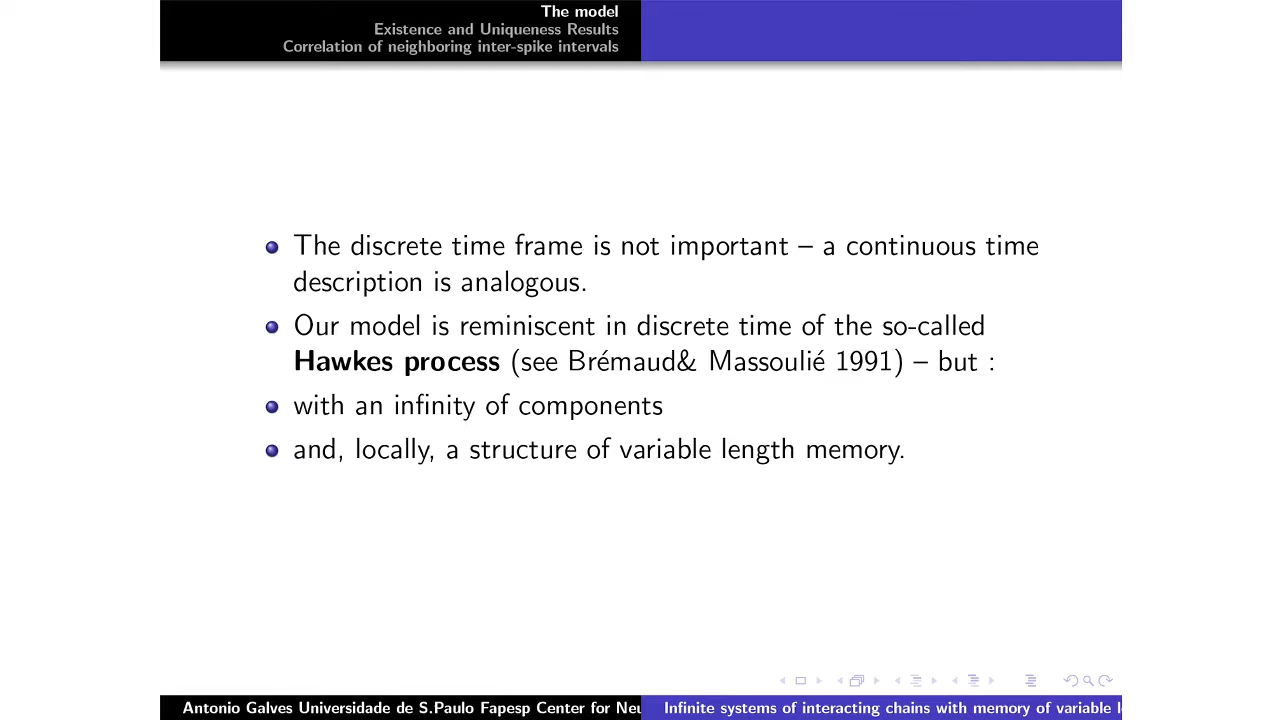 The model
Existence and Uniqueness Results
Correlation of neighboring inter-spike intervals
The discrete time frame is not important – a continuous time
description is analogous.
Our model is reminiscent in discrete time of the so-called
Hawkes process (see Brémaud& Massoulié 1991) – but :
with an infinity of components
and, locally, a structure of variable length memory.
Antonio Galves Universidade de S.Paulo Fapesp Center for Neu
Infinite systems of interacting chains with memory of variable le